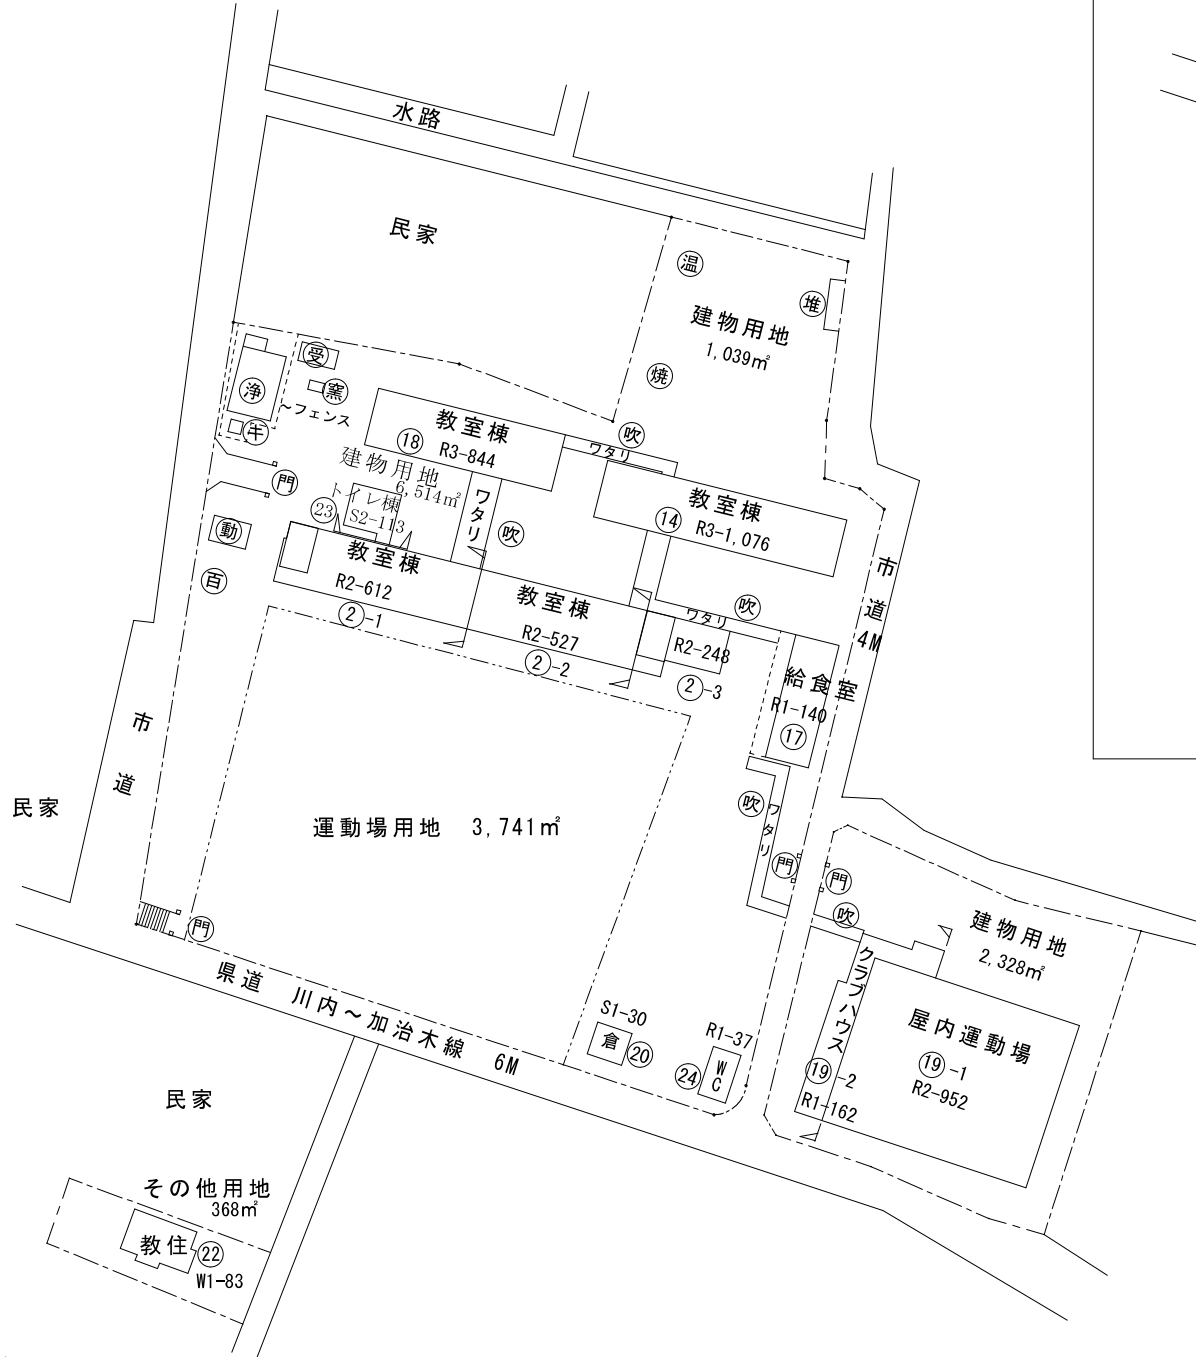 水路
民家
温
堆
建物用地
1,039㎡
焼
受
窯
浄
〜フェンス
牛
教室棟
⑱ R3-844
吹
ワタリ
建物用地
6,514㎡
門
トイレ棟
㉓ S2-113
ワタリ
吹
教室棟
⑭ R3-1,076
動
百
教室棟
R2-612
②-1
教室棟
R2-527
②-2
吹
ワタリ
R2-248
②-3
市道
4M
給食室
R1-140
⑰
市道
民家
運動場用地 3,741㎡
吹
ワタリ
門
門
吹
門
建物用地
2,328㎡
県道 川内〜加治木線 6M
クラブハウス
⑲-2
R1-162
屋内運動場
⑲-1
R2-952
S1-30
倉
⑳
R1-37
WC
㉔
民家
その他用地
368㎡
教住
㉒
W1-83